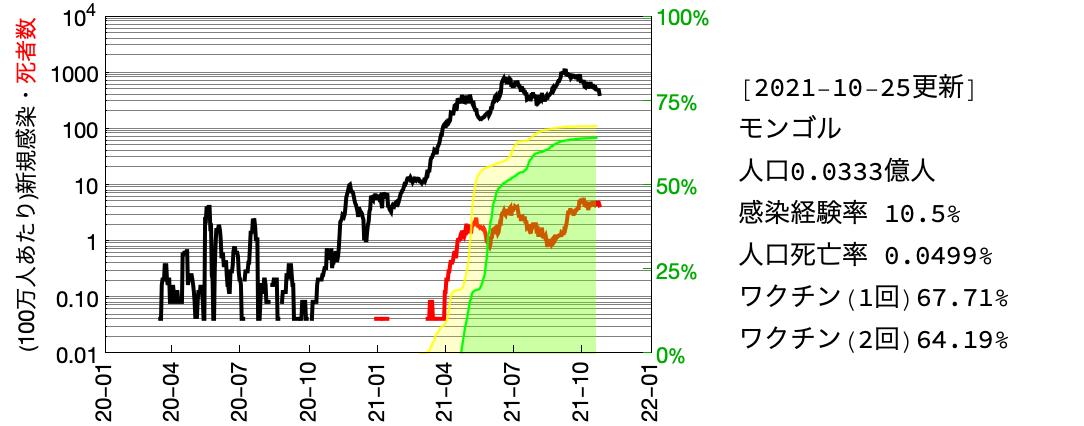 (100万人あたり)新規感染・死者数
10⁴
1000
100
10
1
0.10
0.01
100%
75%
50%
25%
0%
20-01
20-04
20-07
20-10
21-01
21-04
21-07
21-10
22-01
[2021-10-25更新]
モンゴル
人口0.0333億人
感染経験率 10.5%
人口死亡率 0.0499%
ワクチン(1回)67.71%
ワクチン(2回)64.19%